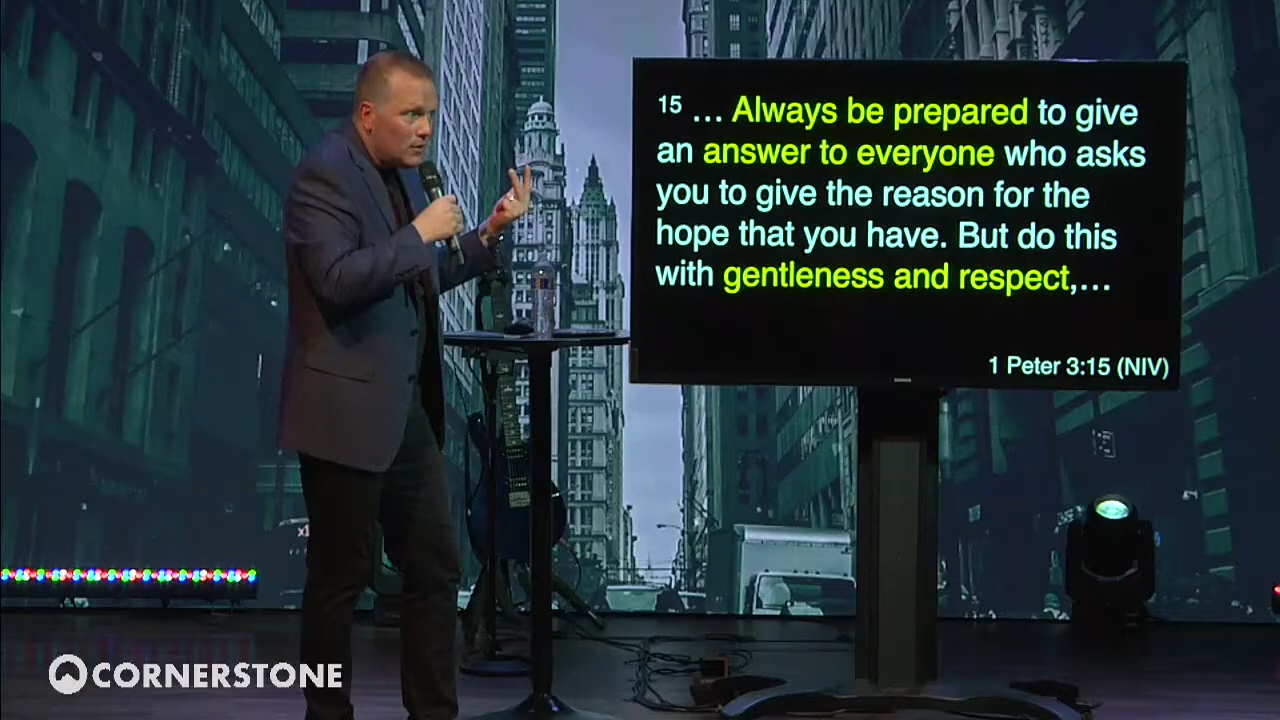 15 ... Always be prepared to give
an answer to everyone who asks
you to give the reason for the
hope that you have. But do this
with gentleness and respect,...
1 Peter 3:15 (NIV)
CORNERSTONE